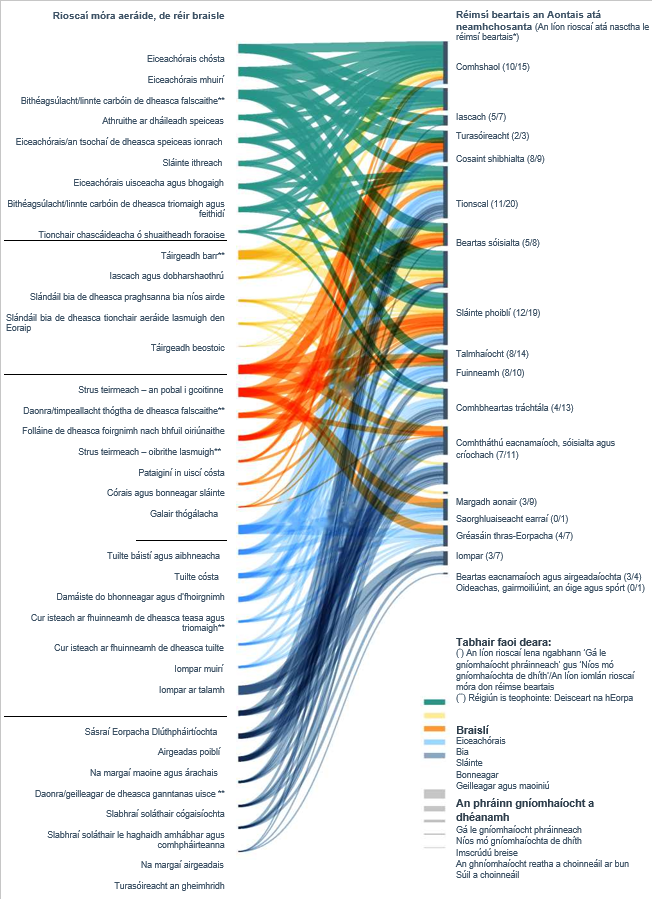 Rioscaí móra aeráide, de réir braisle
Eiceachórais chósta
Eiceachórais mhuirí
Bithéagsúlacht/linnte carbóin de dheasca falscaithe**
Athruithe ar dháileadh speiceas
Eiceachórais/an tsochaí de dheasca speiceas ionrach
Sláinte ithreach
Eiceachórais uisceacha agus bhogaigh
Bithéagsúlacht/linnte carbóin de dheasca triomaigh agus
feithidí
Tionchair chascáideacha ó shuaitheadh foraoise
Táirgeadh barr**
Iascach agus dobharshaothrú
Slándáil bia de dheasca praghsanna bia níos airde
Slándáil bia de dheasca tionchair aeráide lasmuigh den
Eoraip
Táirgeadh beostoic
Strus teirmeach – an pobal i gcoitinne
Daonra/timpeallacht thógtha de dheasca falscaithe**
Folláine de dheasca foirgnimh nach bhfuil oiriúnaithe
Strus teirmeach – oibrithe lasmuigh**
Pataiginí in uiscí cósta
Córais agus bonneagar sláinte
Galair thógálacha
Tuilte báistí agus aibhneacha
Tuilte cósta
Damáiste do bhonneagar agus d'fhoirgnimh
Cur isteach ar fhuinneamh de dheasca teasa agus
triomaigh**
Cur isteach ar fhuinneamh de dheasca tuilte
Iompar muirí
Iompar ar talamh
Sásraí Eorpacha Dlúthpháirtíochta
Airgeadas poiblí
Na margaí maoine agus árachais
Daonra/geilleagar de dheasca ganntanas uisce **
Slabhraí soláthair cógaisíochta
Slabhraí soláthair le haghaidh amhábhar agus
comhpháirteanna
Na margaí airgeadais
Turasóireacht an gheimhridh
Réimsí beartais an Aontais atá
neamhchosanta (An líon rioscaí atá nasctha le
réimsí beartais*)
Comhshaol (10/15)
Iascach (5/7)
Turasóireacht (2/3)
Cosaint shibhialta (8/9)
Tionscal (11/20)
Beartas sóisialta (5/8)
Sláinte phoiblí (12/19)
Talmhaíocht (8/14)
Fuinneamh (8/10)
Comhbheartas tráchtála (4/13)
Comhtháthú eacnamaíoch, sóisialta agus
críochach (7/11)
Margadh aonair (3/9)
Saorghluaiseacht earraí (0/1)
Gréasáin thras-Eorpacha (4/7)
Iompar (3/7)
Beartas eacnamaíoch agus airgeadaíochta (3/4)
Oideachas, gairmoiliúint, an óige agus spórt (0/1)
Tabhair faoi deara:
(*) An líon rioscaí lena ngabhann 'Gá le
gníomhaíocht phráinneach' gus 'Níos mó
gníomhaíochta de dhíth'/An líon iomlán rioscaí
móra don réimse beartais
(**) Réigiún is teophointe: Deisceart na hEorpa
Braislí
Eiceachórais
Bia
Sláinte
Bonneagar
Geilleagar agus maoiniú
An phráinn gníomhaíocht a
dhéanamh
Gá le gníomhaíocht phráinneach
Níos mó gníomhaíochta de dhíth
Imscrúdú breise
An ghníomhaíocht reatha a choinneáil ar bun
Súil a choinneáil